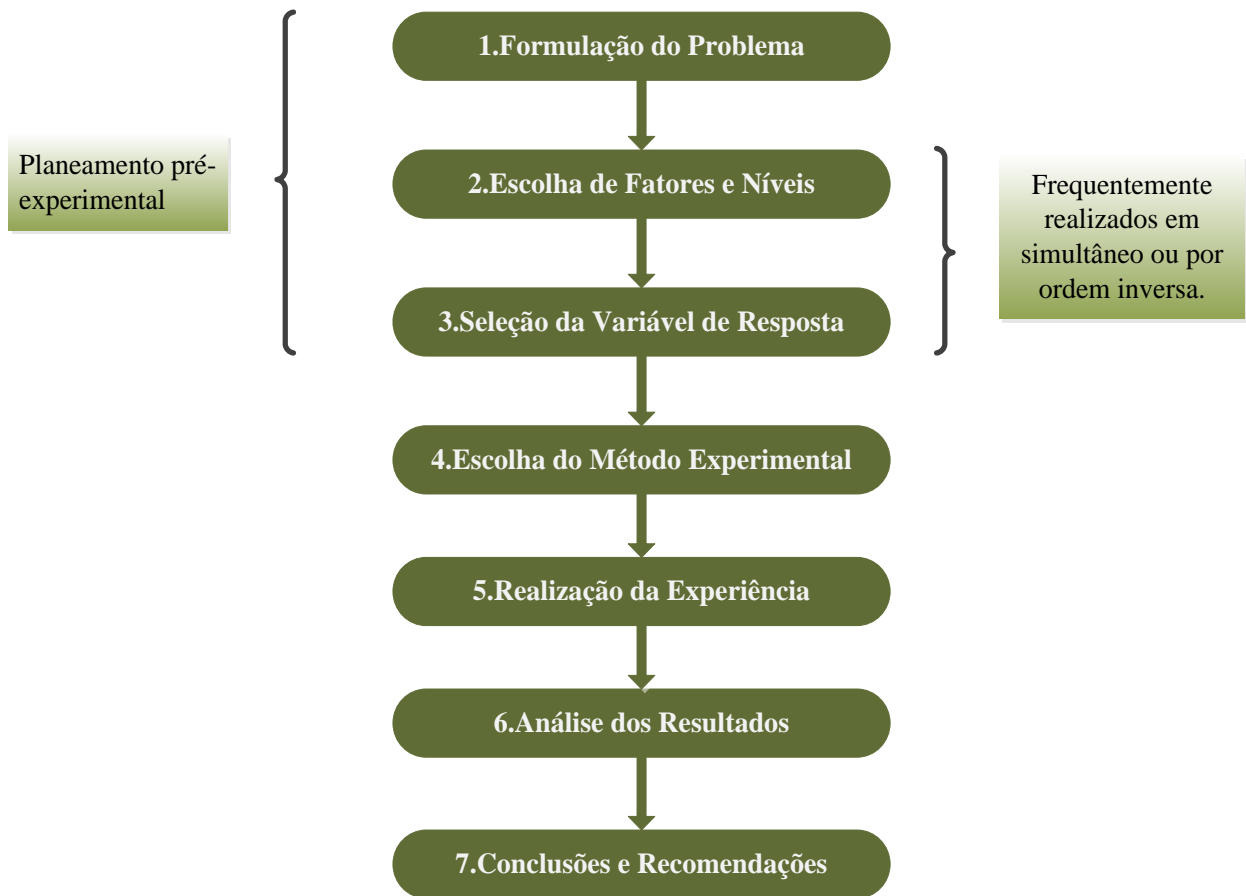 1.Formulação do Problema
Planeamento pré-
experimental
2.Escolha de Fatores e Níveis
3.Seleção da Variável de Resposta
Frequentemente
realizados em
simultâneo ou por
ordem inversa.
4.Escolha do Método Experimental
5.Realização da Experiência
6.Análise dos Resultados
7.Conclusões e Recomendações